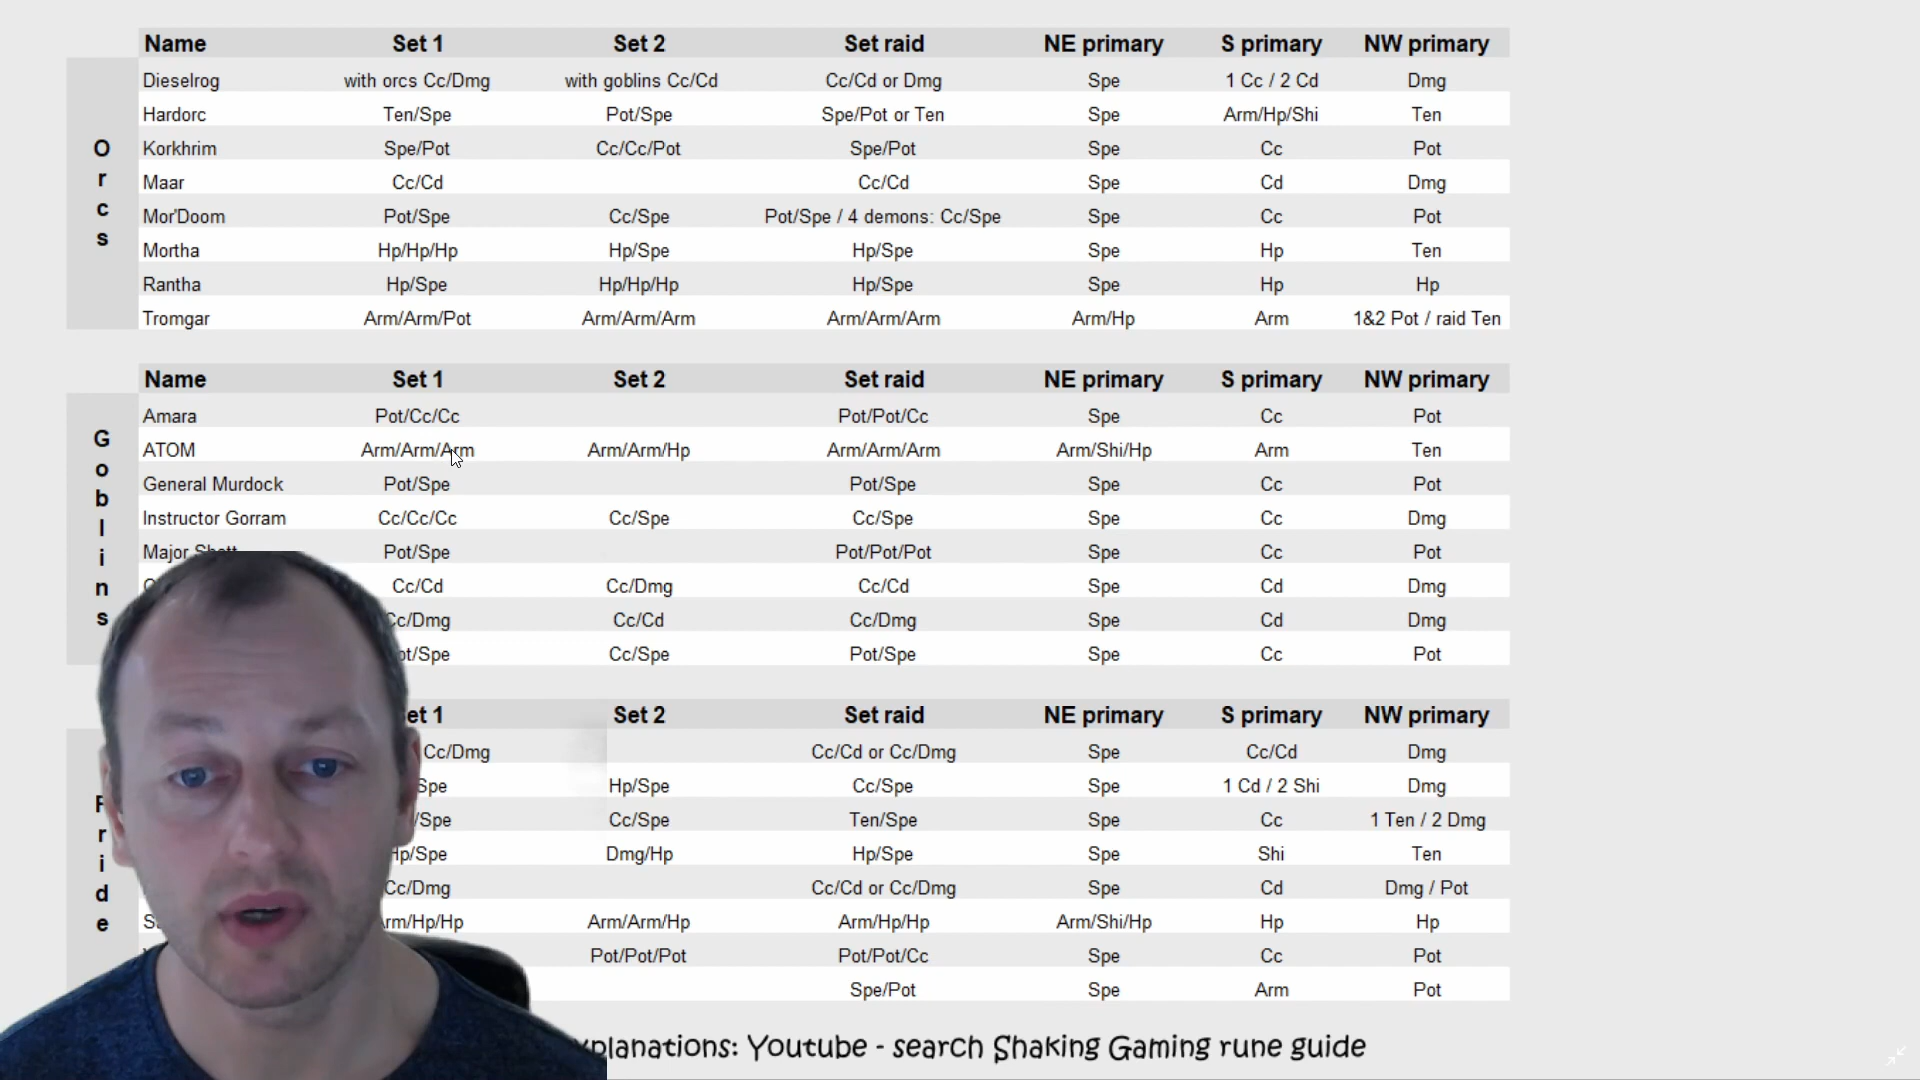 Name Set 1 Set 2 Set raid NE primary S primary NW primary
Orcs
Dieselrog with orcs Cc/Dmg with goblins Cc/Cd Cc/Cd or Dmg Spe 1 Cc / 2 Cd Dmg
Hardorc Ten/Spe Pot/Spe Spe/Pot or Ten Spe Arm/Hp/Shi Ten
Korkhrim Spe/Pot Cc/Cc/Pot Spe/Pot Spe Cc Pot
Maar Cc/Cd Cc/Cd Spe Cd Dmg
Mor'Doom Pot/Spe Cc/Spe Pot/Spe / 4 demons: Cc/Spe Spe Cc Pot
Mortha Hp/Hp/Hp Hp/Spe Hp/Spe Spe Hp Ten
Rantha Hp/Spe Hp/Hp/Hp Hp/Spe Spe Hp Hp
Tromgar Arm/Arm/Pot Arm/Arm/Arm Arm/Arm/Arm Arm/Hp Arm 1&2 Pot / raid Ten
Name Set 1 Set 2 Set raid NE primary S primary NW primary
Goblins
Amara Pot/Cc/Cc Pot/Pot/Cc Spe Cc Pot
ATOM Arm/Arm/Arm Arm/Arm/Hp Arm/Arm/Arm Arm/Shi/Hp Arm Ten
General Murdock Pot/Spe Pot/Spe Spe Cc Pot
Instructor Gorram Cc/Cc/Cc Cc/Spe Cc/Spe Spe Cc Dmg
Major Pot/Spe Pot/Pot/Pot Spe Cc Pot
Cc/Cd Cc/Dmg Cc/Cd Spe Cd Dmg
Cc/Dmg Cc/Cd Cc/Dmg Spe Cd Dmg
/Spe Cc/Spe Pot/Spe Spe Cc Pot
1 Set 2 Set raid NE primary S primary NW primary
Cc/Dmg Cc/Cd or Cc/Dmg Spe Cc/Cd Dmg
Spe Hp/Spe Cc/Spe Spe 1 Cd / 2 Shi Dmg
/Spe Cc/Spe Ten/Spe Spe Cc 1 Ten / 2 Dmg
Hp/Spe Dmg/Hp Hp/Spe Spe Shi Ten
Cc/Dmg Cc/Cd or Cc/Dmg Spe Cd Dmg / Pot
/Hp/Hp Arm/Arm/Hp Arm/Hp/Hp Arm/Shi/Hp Hp Hp
Pot/Pot/Pot Pot/Pot/Cc Spe Cc Pot
Spe/Pot Spe Arm Pot
xplanations: Youtube - search Shaking Gaming rune guide